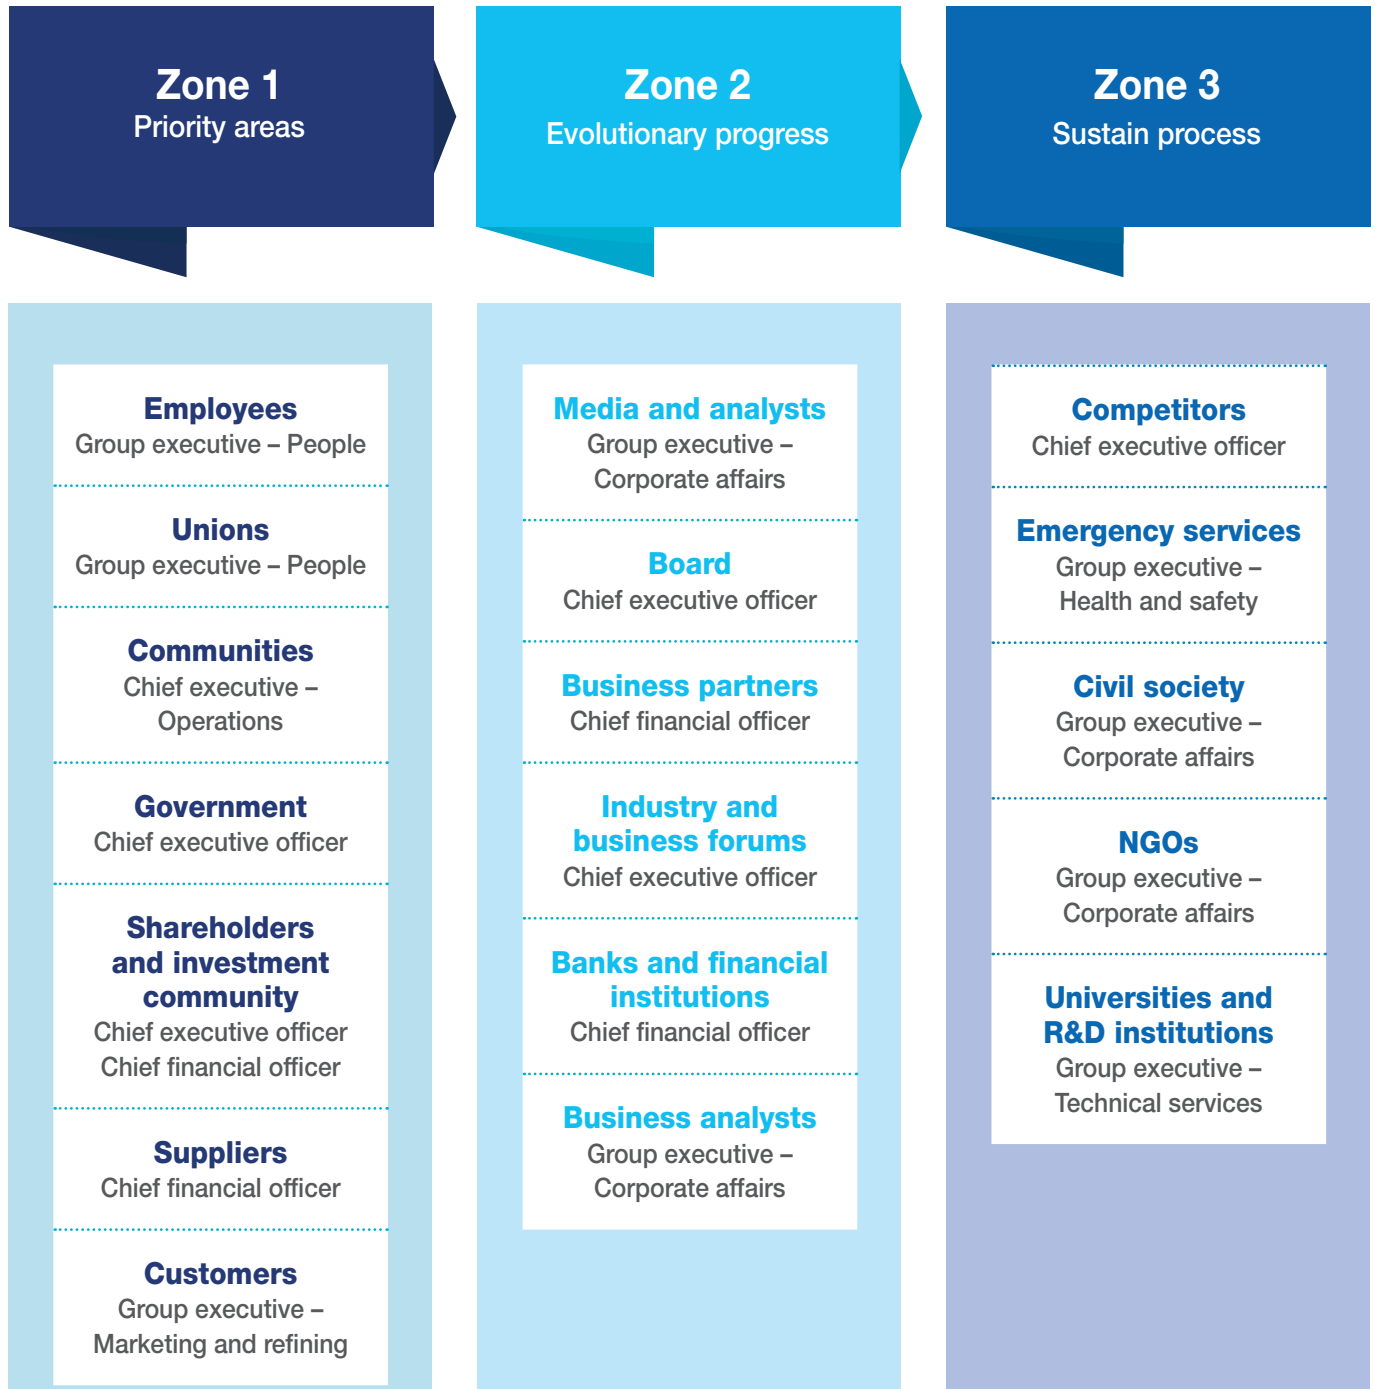 Zone 1
Priority areas
Employees
Group executive – People
Unions
Group executive – People
Communities
Chief executive –
Operations
Government
Chief executive officer
Shareholders
and investment
community
Chief executive officer
Chief financial officer
Suppliers
Chief financial officer
Customers
Group executive –
Marketing and refining
Zone 2
Evolutionary progress
Media and analysts
Group executive –
Corporate affairs
Board
Chief executive officer
Business partners
Chief financial officer
Industry and
business forums
Chief executive officer
Banks and financial
institutions
Chief financial officer
Business analysts
Group executive –
Corporate affairs
Zone 3
Sustain process
Competitors
Chief executive officer
Emergency services
Group executive –
Health and safety
Civil society
Group executive –
Corporate affairs
NGOs
Group executive –
Corporate affairs
Universities and
R&D institutions
Group executive –
Technical services